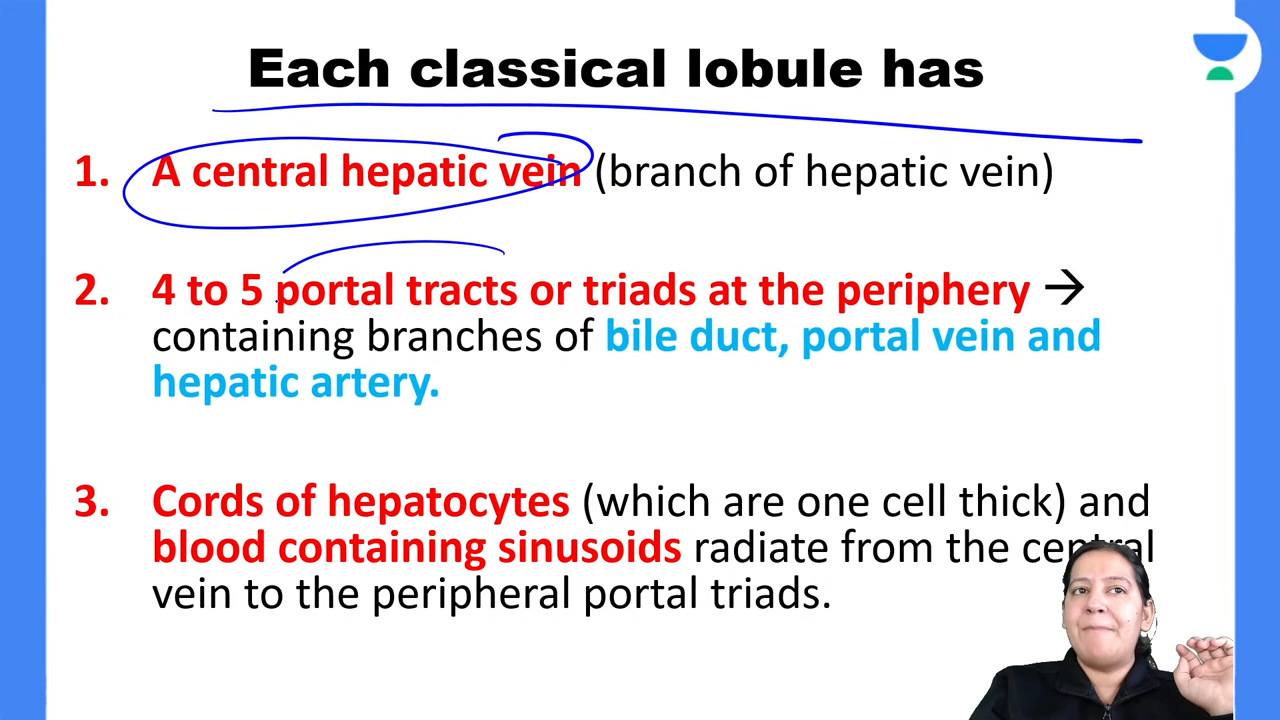 Each classical lobule has
1. A central hepatic vein (branch of hepatic vein)
2. 4 to 5 portal tracts or triads at the periphery →
containing branches of bile duct, portal vein and
hepatic artery.
3. Cords of hepatocytes (which are one cell thick) and
blood containing sinusoids radiate from the central
vein to the peripheral portal triads.